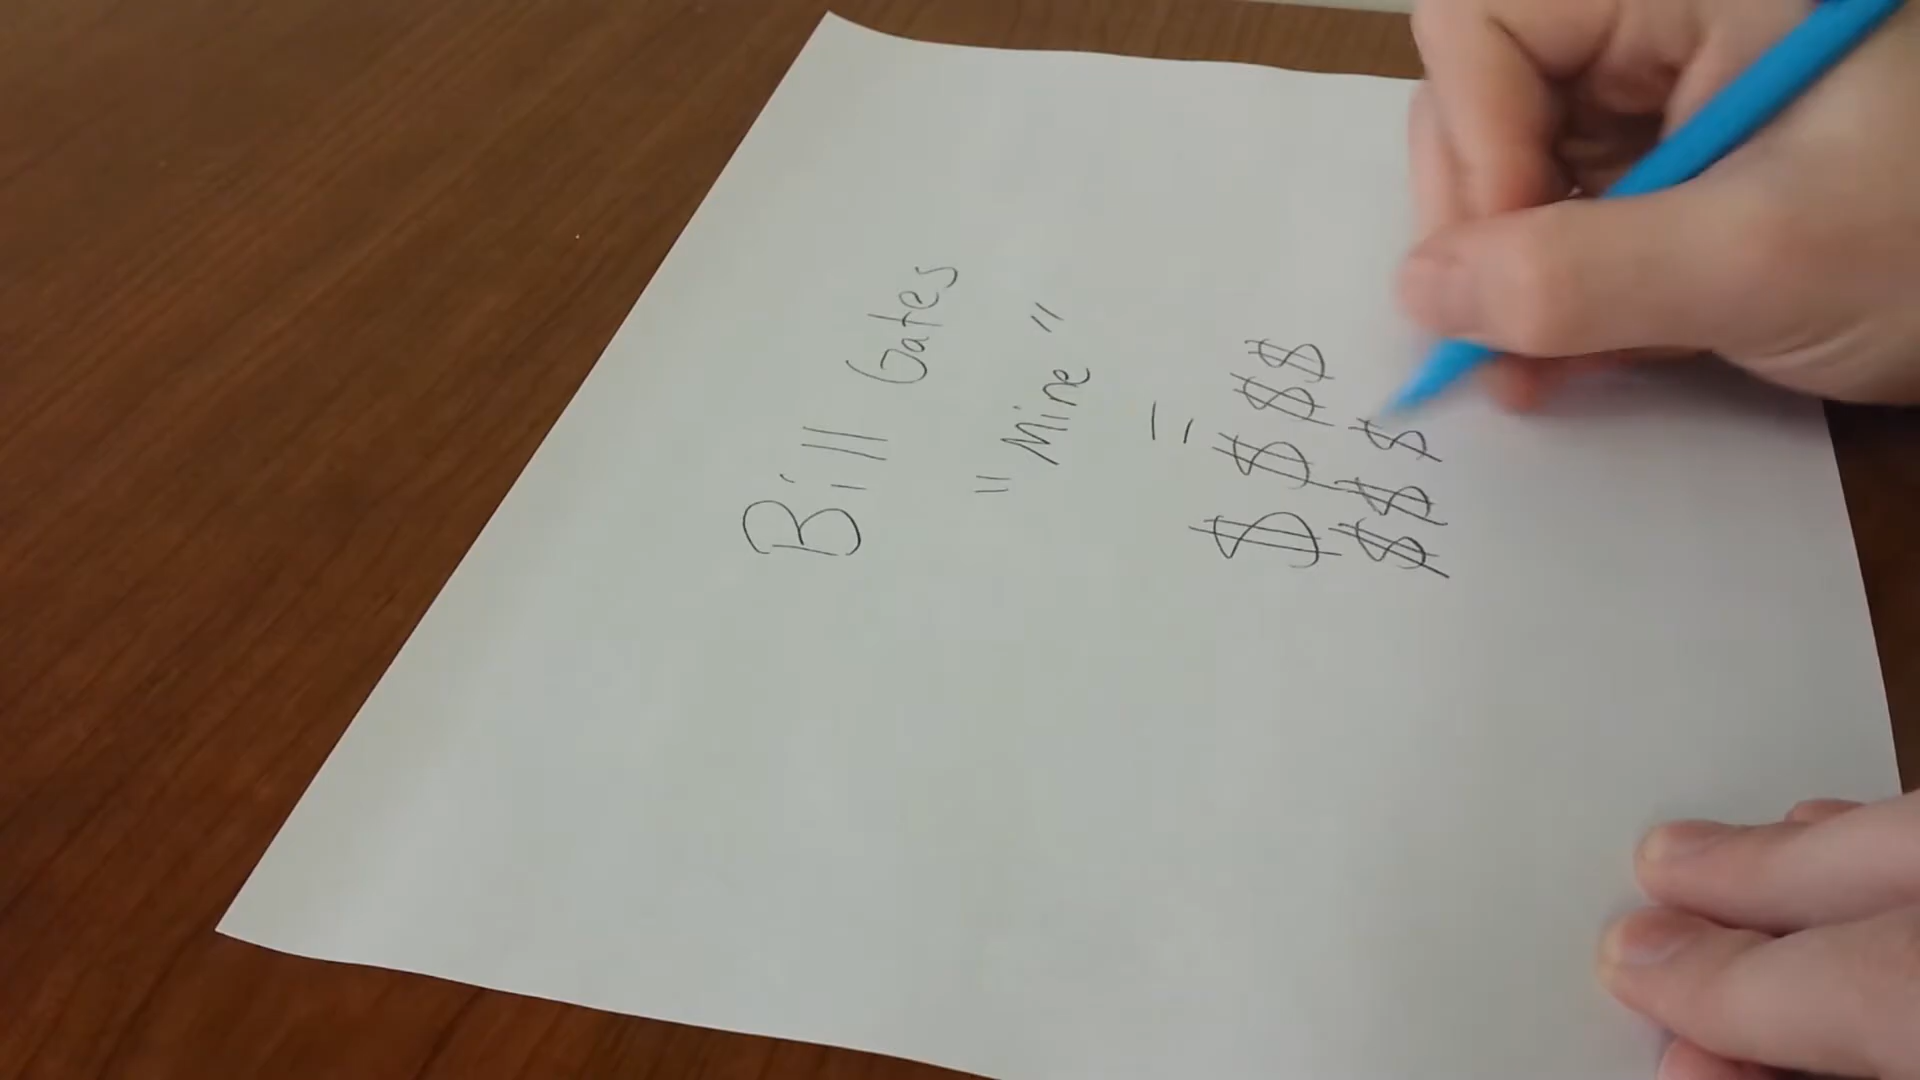 Bill Gates
"Mine"
=
$ $ $ $
$ $ $